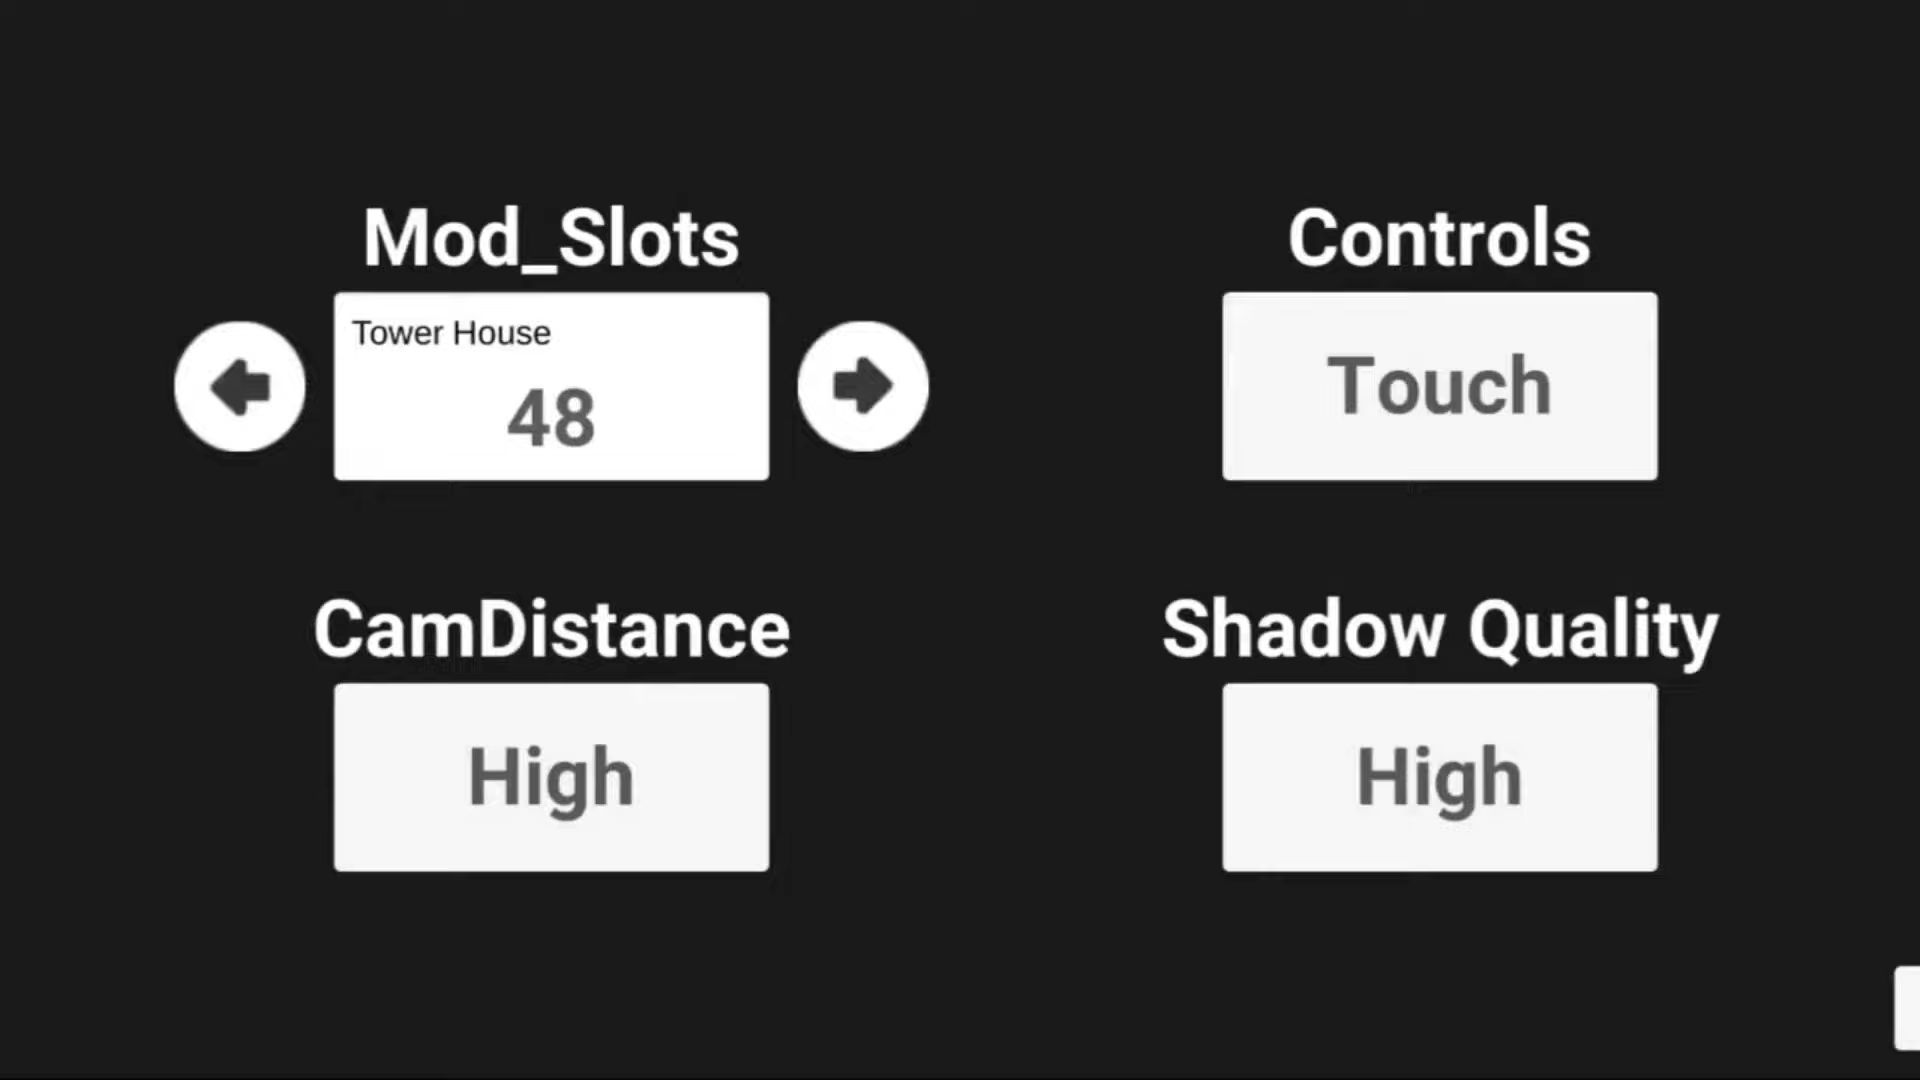 Mod_Slots
Tower House
48
Controls
Touch
CamDistance
High
Shadow Quality
High